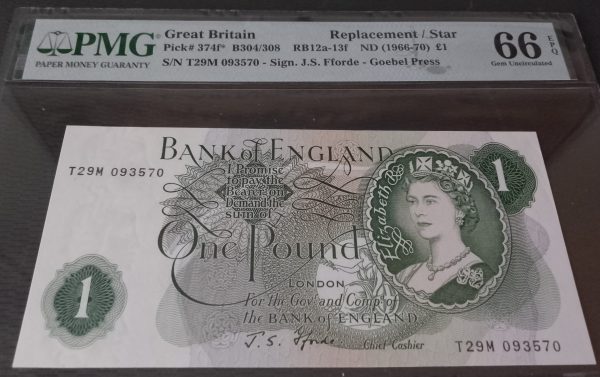 PMG
PAPER MONEY GUARANTY
Great Britain Replacement / Star
Pick# 374f* B304/308 RB12a-13f ND (1966-70) £1
S/N T29M 093570 - Sign. J.S. Fforde - Goebel Press
66 EPQ
Gem Uncirculated
BANK of ENGLAND
T29M 093570
I Promise
to pay the
Bearer on
Demand the
sum of
One Pound
LONDON
For the Govr and Compa of
the BANK of ENGLAND
J. S. Fforde
Chief Cashier
Elizabeth R
1
1
T29M 093570